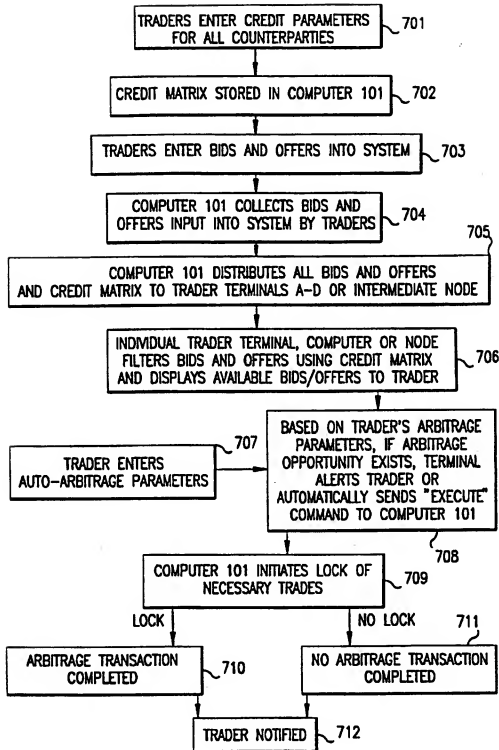 TRADERS ENTER CREDIT PARAMETERS
FOR ALL COUNTERPARTIES
701
CREDIT MATRIX STORED IN COMPUTER 101
702
TRADERS ENTER BIDS AND OFFERS INTO SYSTEM
703
COMPUTER 101 COLLECTS BIDS AND
OFFERS INPUT INTO SYSTEM BY TRADERS
704
705
COMPUTER 101 DISTRIBUTES ALL BIDS AND OFFERS
AND CREDIT MATRIX TO TRADER TERMINALS A-D OR INTERMEDIATE NODE
INDIVIDUAL TRADER TERMINAL, COMPUTER OR NODE
FILTERS BIDS AND OFFERS USING CREDIT MATRIX
AND DISPLAYS AVAILABLE BIDS/OFFERS TO TRADER
706
707
TRADER ENTERS
AUTO-ARBITRAGE PARAMETERS
BASED ON TRADER'S ARBITRAGE
PARAMETERS, IF ARBITRAGE
OPPORTUNITY EXISTS, TERMINAL
ALERTS TRADER OR
AUTOMATICALLY SENDS "EXECUTE"
COMMAND TO COMPUTER 101
708
COMPUTER 101 INITIATES LOCK OF
NECESSARY TRADES
709
LOCK
NO LOCK
711
ARBITRAGE TRANSACTION
COMPLETED
710
NO ARBITRAGE TRANSACTION
COMPLETED
TRADER NOTIFIED
712